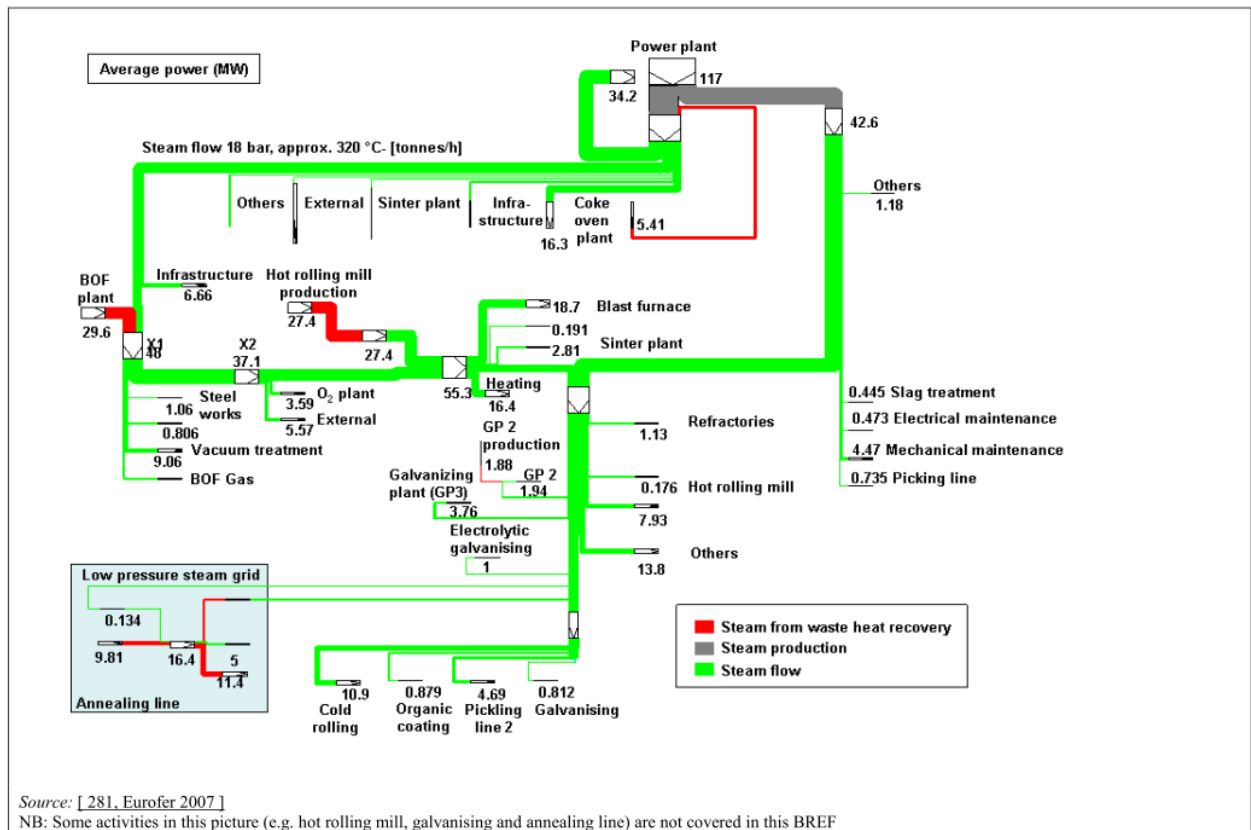 Power plant
Average power (MW)
117
34.2
42.6
Steam flow 18 bar, approx. 320 °C- [tonnes/h]
Others
1.18
Others
External
Sinter plant
Infra-
structure
Coke
oven
plant
5.41
16.3
BOF
plant
29.6
Infrastructure
6.66
Hot rolling mill
production
27.4
27.4
18.7
Blast furnace
0.191
Sinter plant
2.81
X1
48
X2
37.1
55.3
Heating
16.4
Steel
works
1.06
0.806
Vacuum treatment
9.06
BOF Gas
O2 plant
3.59
External
5.57
GP 2
production
1.88
GP 2
1.94
Galvanizing
plant (GP3)
3.76
Electrolytic
galvanising
1
Refractories
1.13
0.176
Hot rolling mill
7.93
Others
13.8
0.445 Slag treatment
0.473 Electrical maintenance
4.47 Mechanical maintenance
0.735 Picking line
Low pressure steam grid
0.134
9.81
16.4
5
11.4
Annealing line
10.9
Cold
rolling
0.879
Organic
coating
4.69
Pickling
line 2
0.812
Galvanising
Steam from waste heat recovery
Steam production
Steam flow
Source: [ 281, Eurofer 2007 ]
NB: Some activities in this picture (e.g. hot rolling mill, galvanising and annealing line) are not covered in this BREF